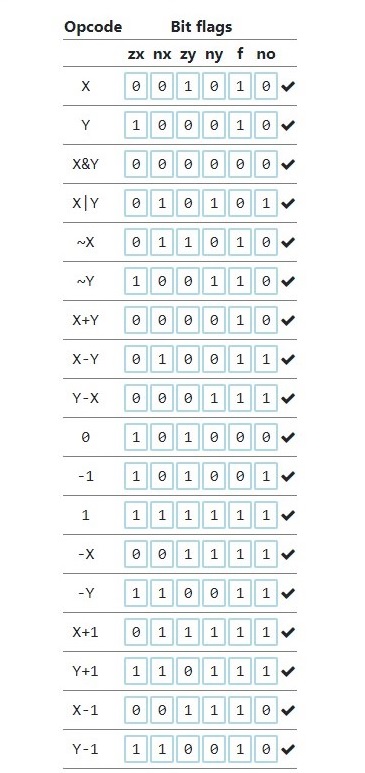 Opcode Bit flags
zx nx zy ny f no
X 0 0 1 0 1 0 ✔
Y 1 0 0 0 1 0 ✔
X&Y 0 0 0 0 0 0 ✔
X|Y 0 1 0 1 0 1 ✔
~X 0 1 1 0 1 0 ✔
~Y 1 0 0 1 1 0 ✔
X+Y 0 0 0 0 1 0 ✔
X-Y 0 1 0 0 1 1 ✔
Y-X 0 0 0 1 1 1 ✔
0 1 0 1 0 0 0 ✔
-1 1 0 1 0 0 1 ✔
1 1 1 1 1 1 1 ✔
-X 0 0 1 1 1 1 ✔
-Y 1 1 0 0 1 1 ✔
X+1 0 1 1 1 1 1 ✔
Y+1 1 1 0 1 1 1 ✔
X-1 0 0 1 1 1 0 ✔
Y-1 1 1 0 0 1 0 ✔